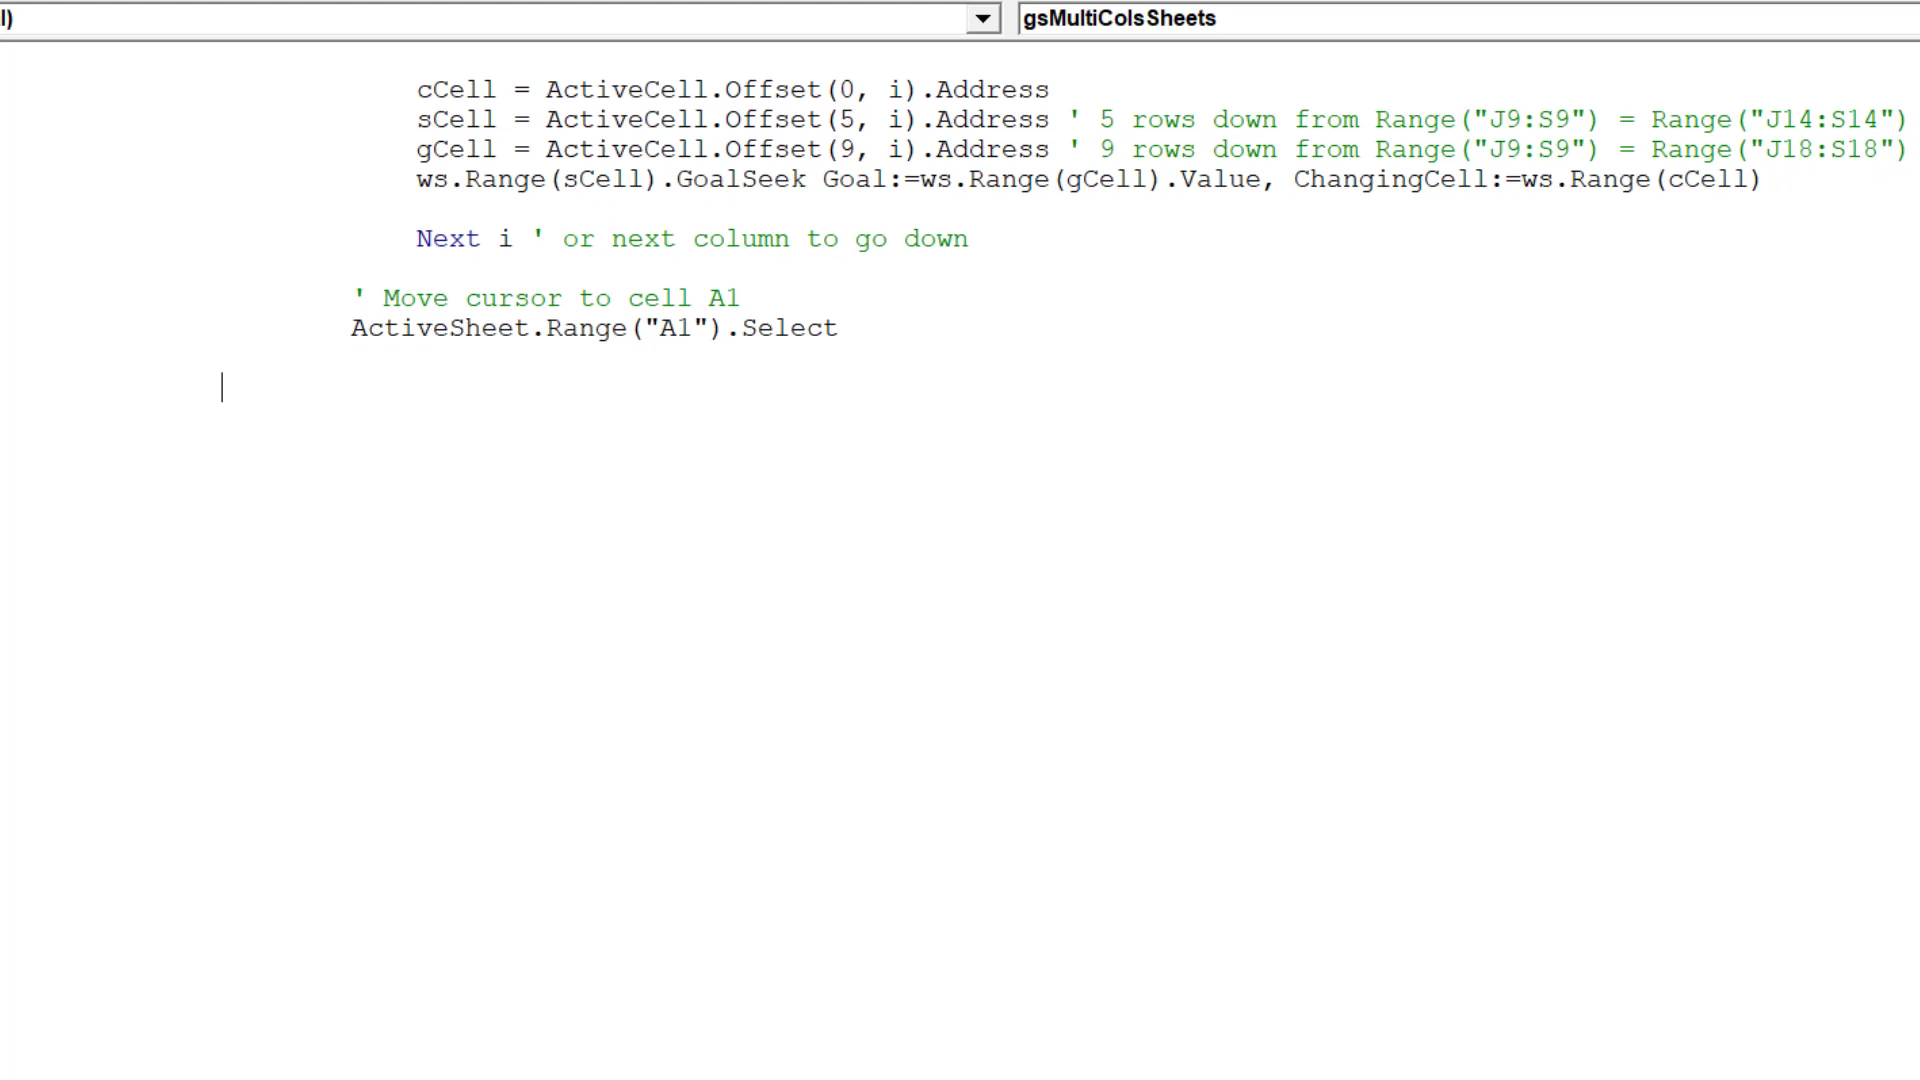 l)
gsMultiColsSheets
cCell = ActiveCell.Offset(0, i).Address
sCell = ActiveCell.Offset(5, i).Address ' 5 rows down from Range("J9:S9") = Range("J14:S14")
gCell = ActiveCell.Offset(9, i).Address ' 9 rows down from Range("J9:S9") = Range("J18:S18")
ws.Range(sCell).GoalSeek Goal:=ws.Range(gCell).Value, ChangingCell:=ws.Range(cCell)
Next i ' or next column to go down
' Move cursor to cell A1
ActiveSheet.Range("A1").Select